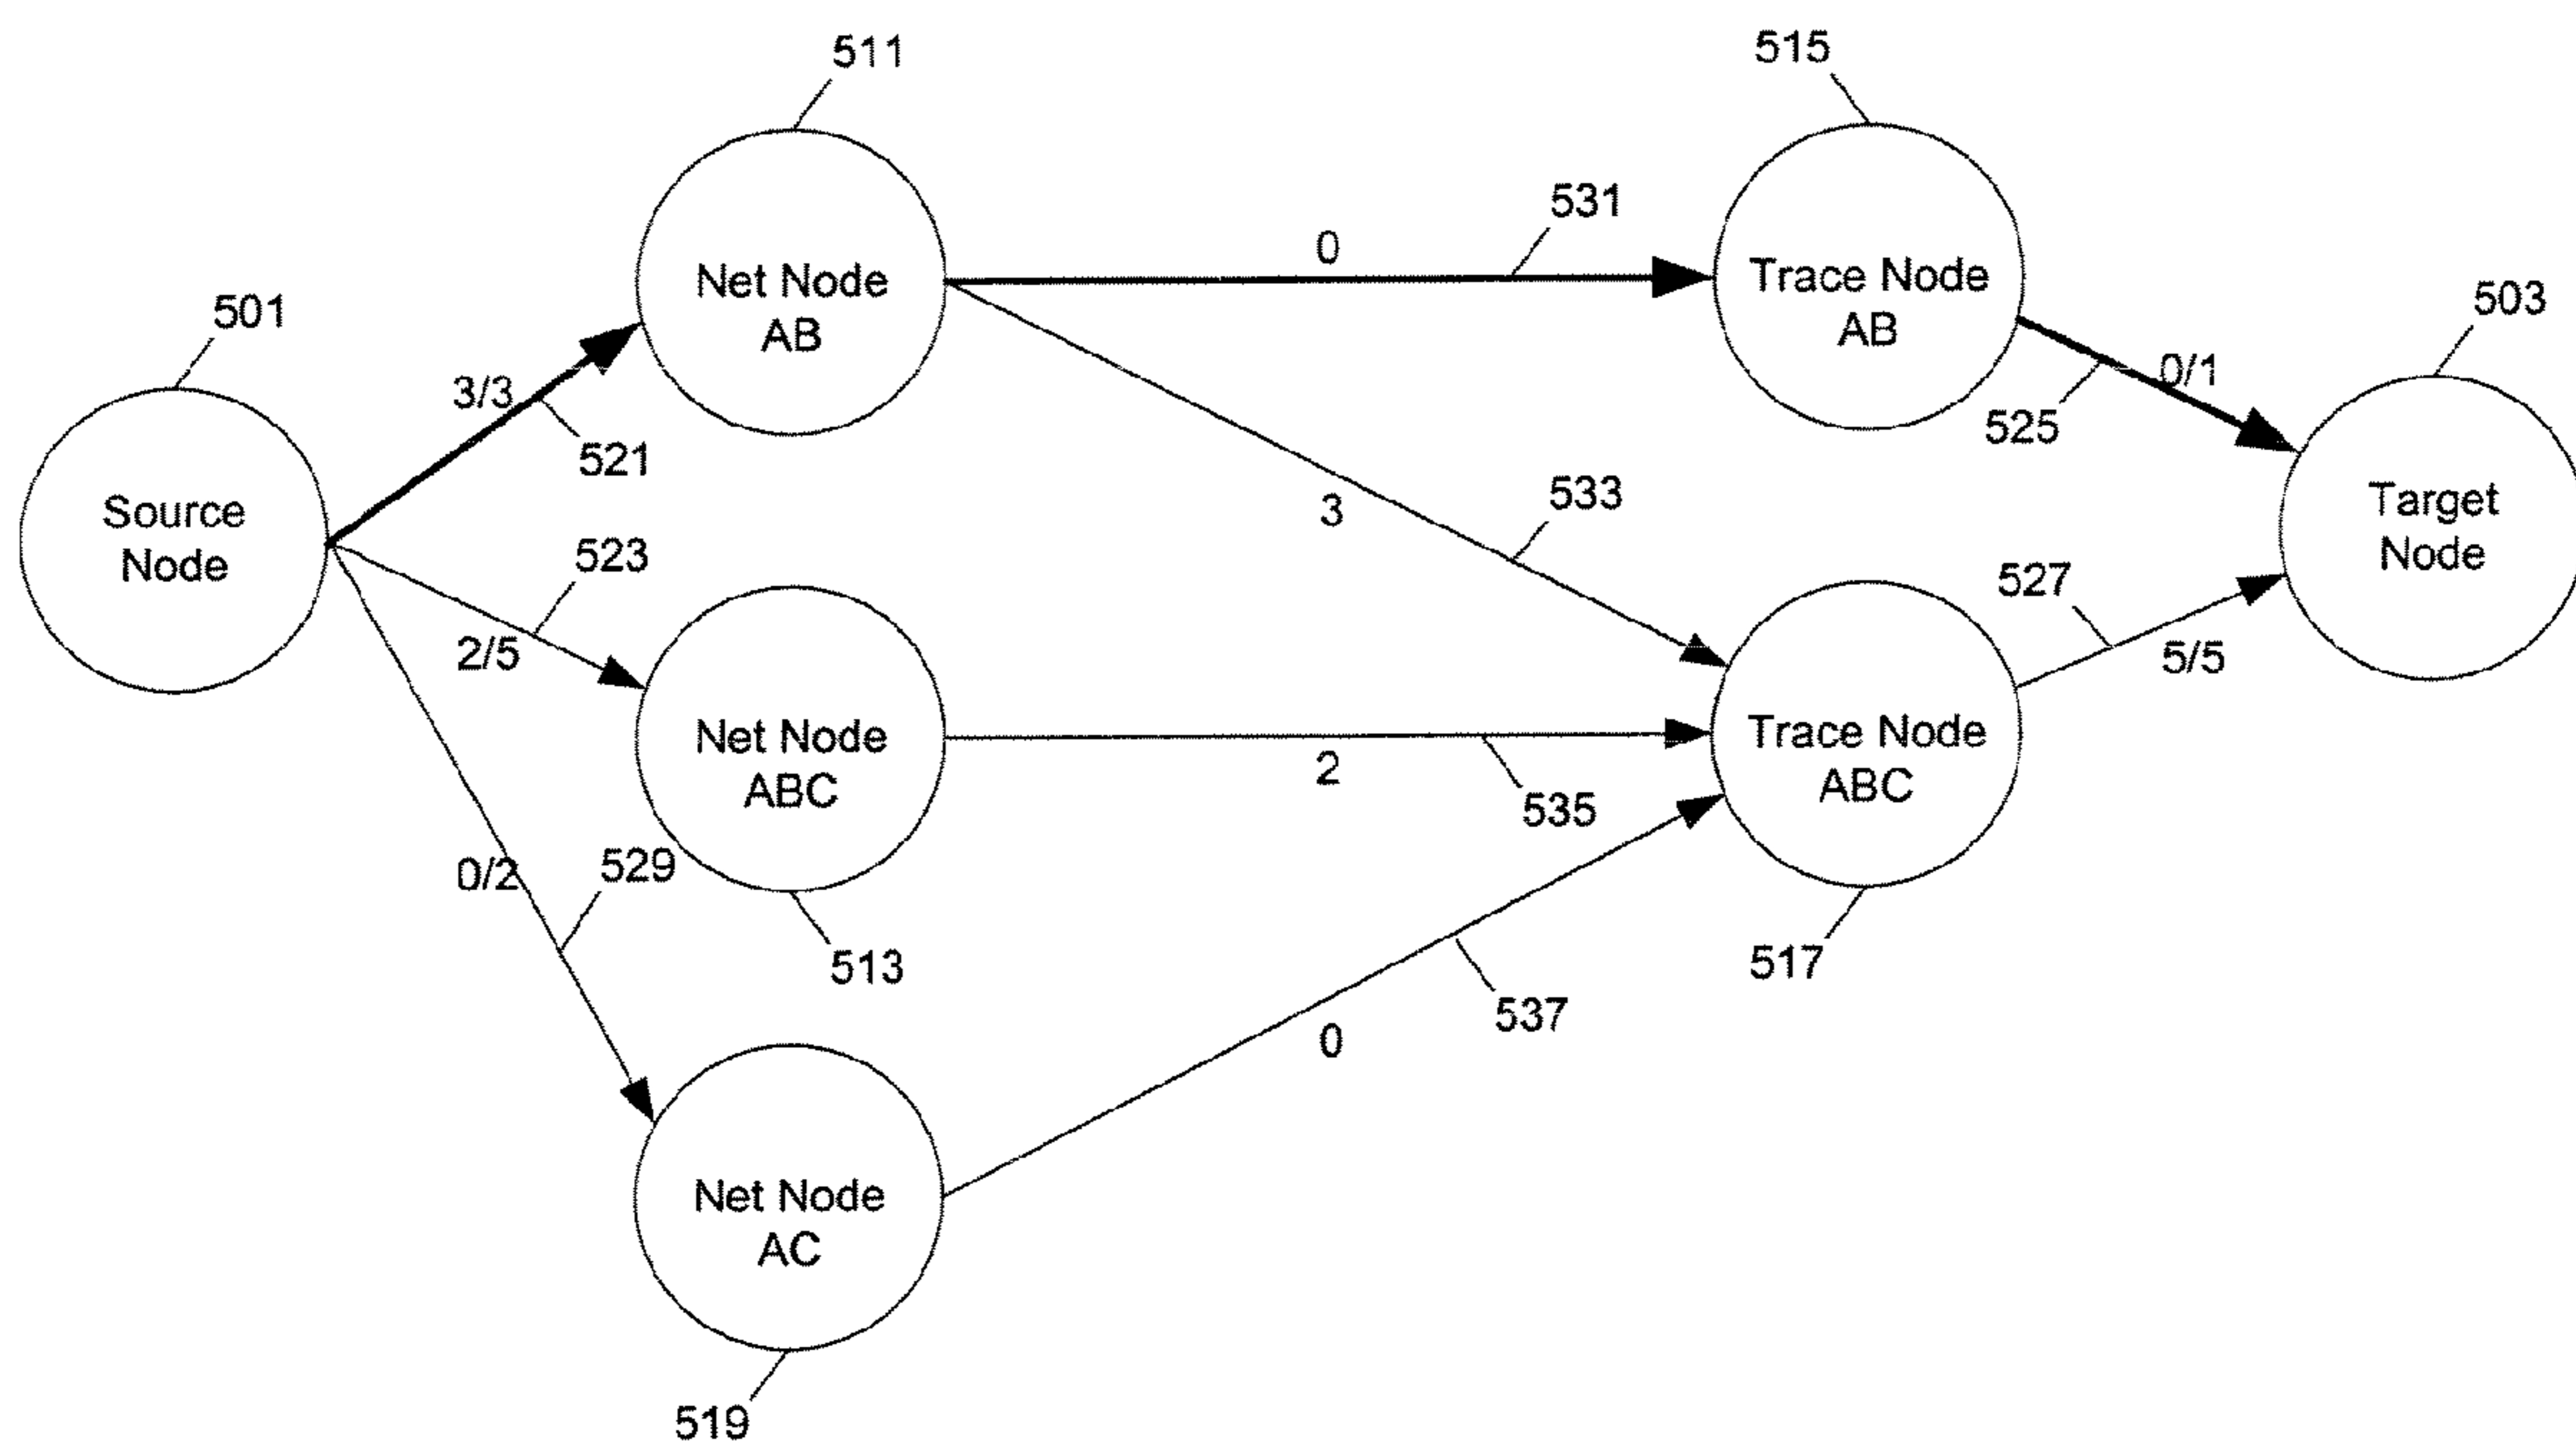 511
515
531
0
501
Net Node
AB
Trace Node
AB
503
3/3
521
0/1
525
Source
Node
3
533
Target
Node
523
2/5
527
5/5
Net Node
ABC
Trace Node
ABC
2
535
0/2
529
513
517
537
0
Net Node
AC
519